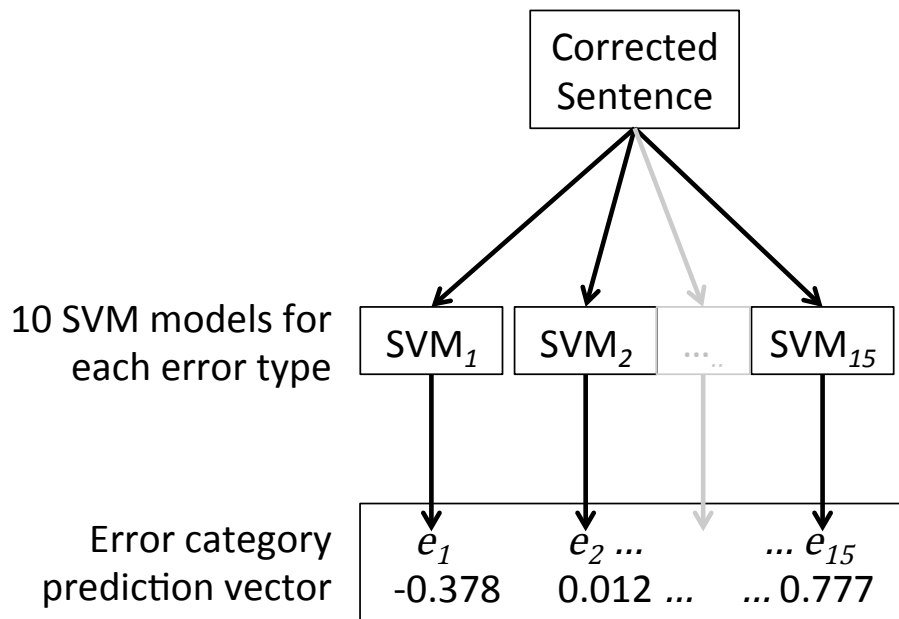 Corrected
Sentence
10 SVM models for
each error type
SVM1 SVM2 ..... SVM15
Error category
prediction vector
e1 e2 ... ... e15
-0.378 0.012 ... ... 0.777